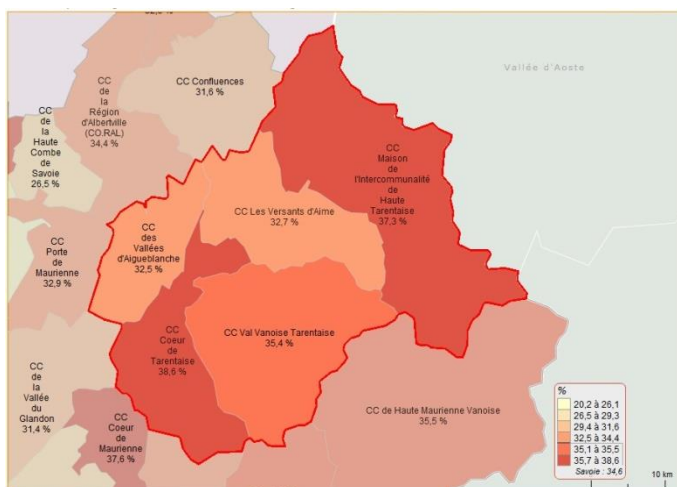 CC Confluences
31,6 %
Vallée d'Aoste
CC
de la
Région
d'Albertville
(CO.RAL)
34,4 %
CC
de la
Haute
Combe
de
Savoie
26,5 %
CC
Maison
de
l'Intercommunalité
de
Haute
Tarentaise
37,3 %
CC Les Versants d'Aime
32,7 %
CC
des
Vallées
d'Aigueblanche
32,5 %
CC
Porte
de
Maurienne
32,9 %
CC Val Vanoise Tarentaise
35,4 %
CC
Coeur
de
Tarentaise
38,6 %
CC
de la
Vallée
du
Glandon
31,4 %
CC
Coeur
de
Maurienne
37,6 %
CC de Haute Maurienne Vanoise
35,5 %
%
20,2 à 26,1
26,5 à 29,3
29,4 à 31,6
32,5 à 34,4
35,1 à 35,5
35,7 à 38,6
Savoie : 34,6
10 km